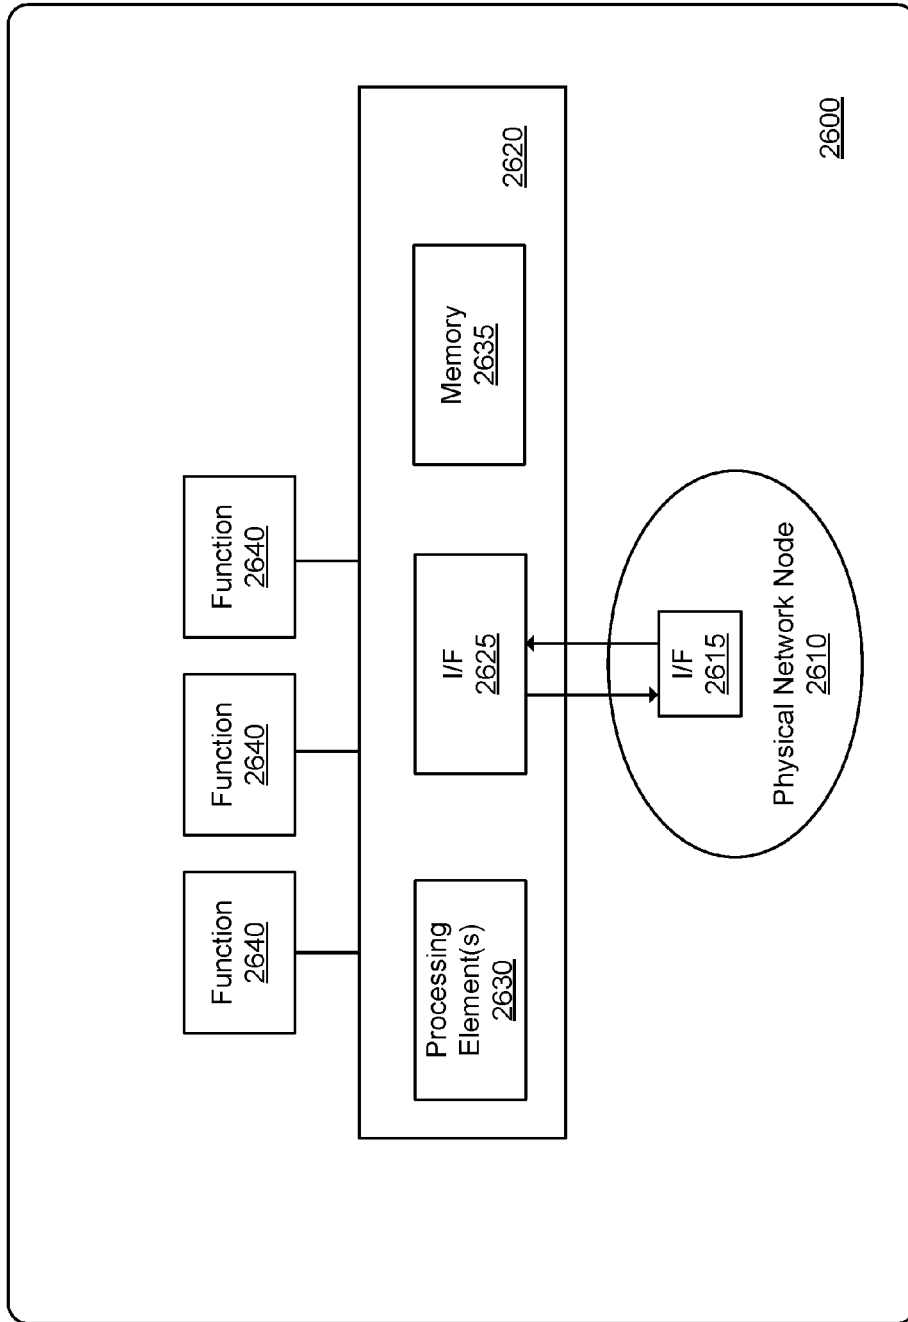 Function
2640
Function
2640
Function
2640
Processing
Element(s)
2630
I/F
2625
Memory
2635
2620
I/F
2615
Physical Network Node
2610
2600